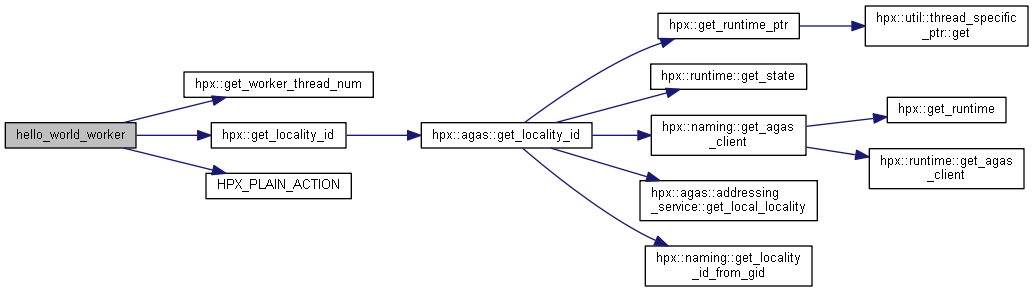 hello_world_worker
hpx::get_worker_thread_num
hpx::get_locality_id
HPX_PLAIN_ACTION
hpx::agas::get_locality_id
hpx::get_runtime_ptr
hpx::util::thread_specific
_ptr::get
hpx::runtime::get_state
hpx::naming::get_agas
_client
hpx::get_runtime
hpx::runtime::get_agas
_client
hpx::agas::addressing
_service::get_local_locality
hpx::naming::get_locality
_id_from_gid